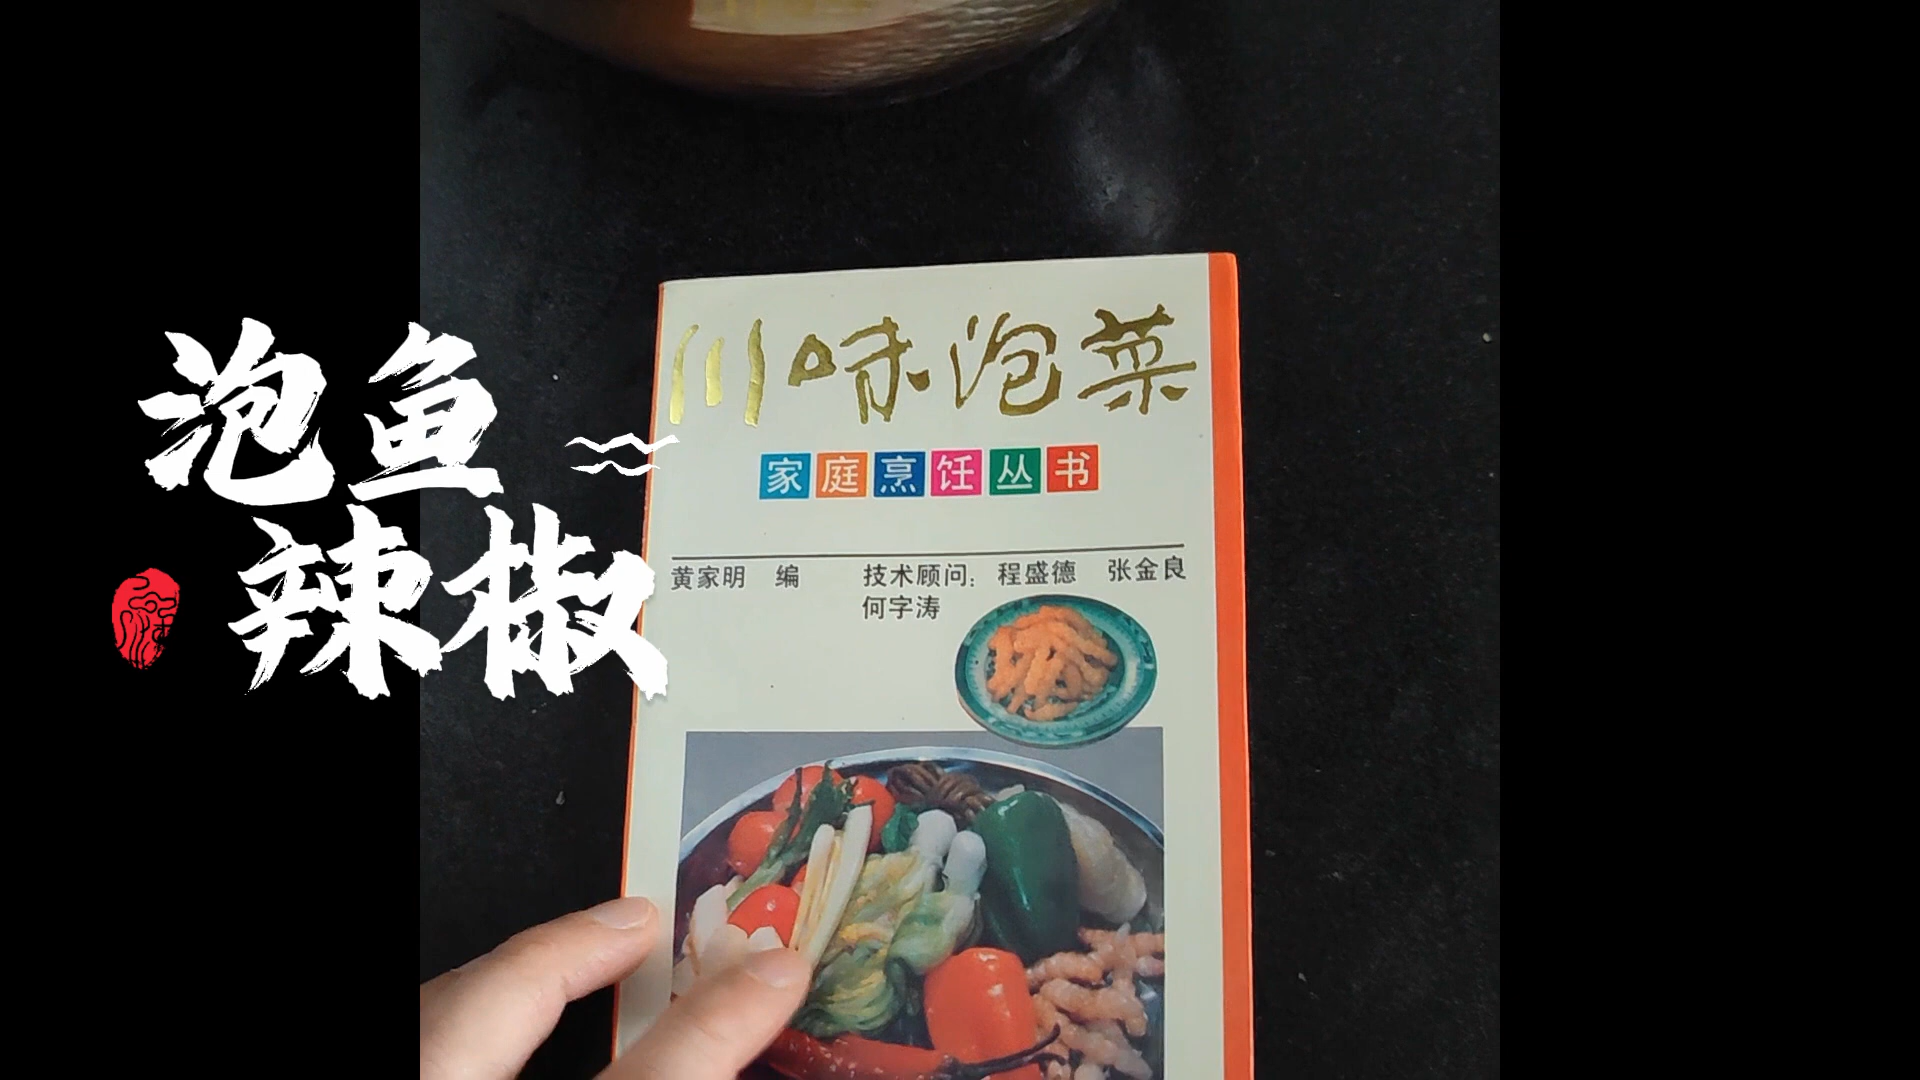 泡鱼
辣椒
川味泡菜
家庭烹饪丛书
黄家明 编 技术顾问：程盛德 张金良
何字涛